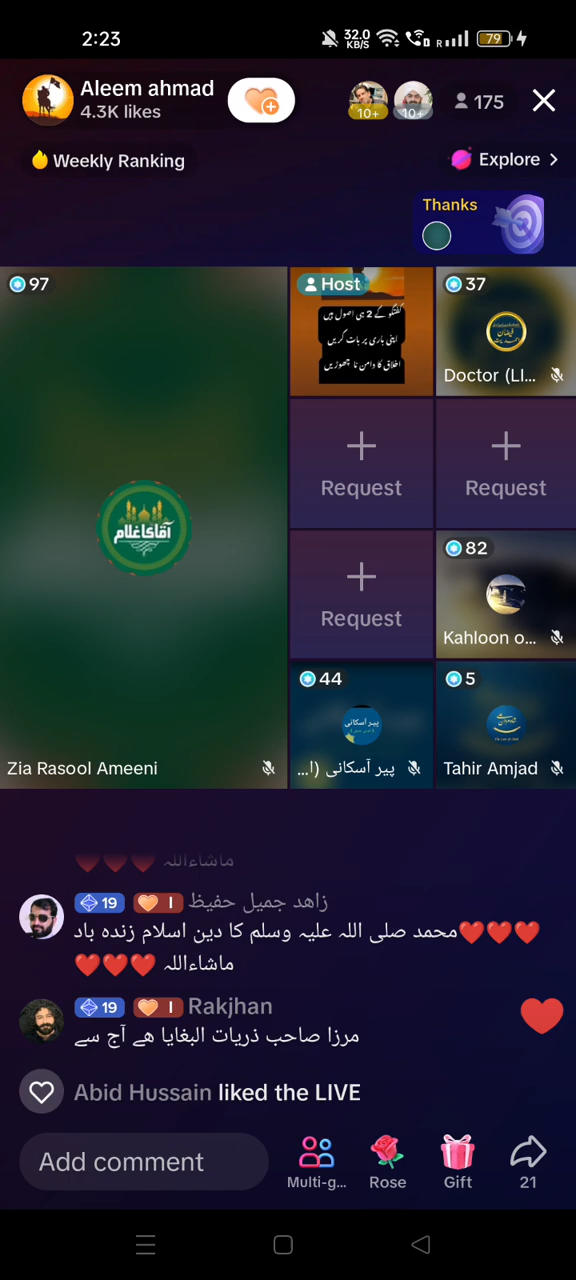 2:23
32.0
KB/S
R
79
Aleem ahmad
4.3K likes
10+
10+
175
Weekly Ranking
Explore >
Thanks
97
Host
گفتگو کے 2 ہی اصول ہیں
اپنی باری پر بات کریں
اخلاق کا دامن نا چھوڑیں
37
فیضان
Doctor (LI...
Request
Request
Request
82
Kahloon o...
آقا کا غلام
Zia Rasool Ameeni
44
پیر آسکانی
پیر آسکانی (ا...
5
Tahir Amjad
ماشاءاللہ ❤️❤️❤️
19
I
زاهد جمیل حفیظ
❤️❤️❤️محمد صلی اللہ علیہ وسلم کا دین اسلام زندہ باد
ماشاءاللہ ❤️❤️❤️
19
I
Rakjhan
مرزا صاحب ذریات البغایا ھے آج سے
Abid Hussain liked the LIVE
Add comment
Multi-g...
Rose
Gift
21